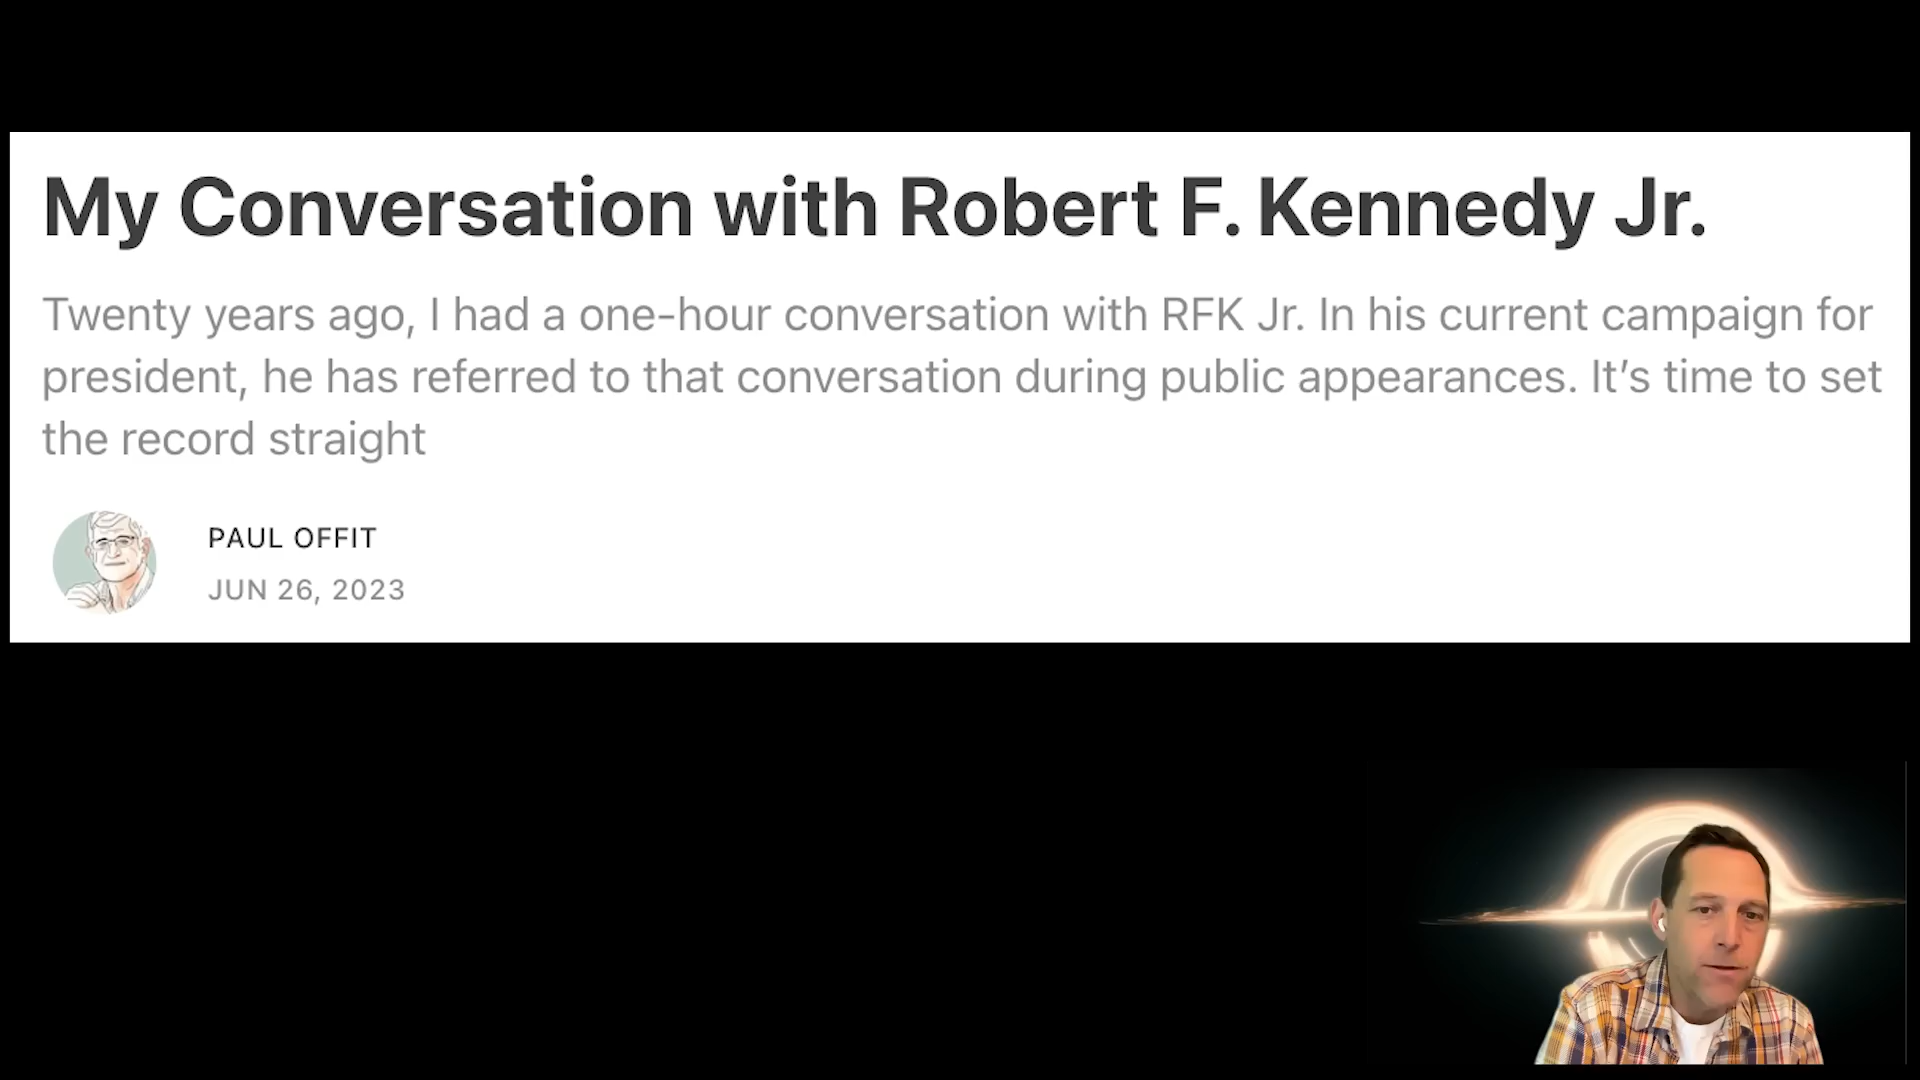 My Conversation with Robert F. Kennedy Jr.
Twenty years ago, I had a one-hour conversation with RFK Jr. In his current campaign for
president, he has referred to that conversation during public appearances. It’s time to set
the record straight
PAUL OFFIT
JUN 26, 2023